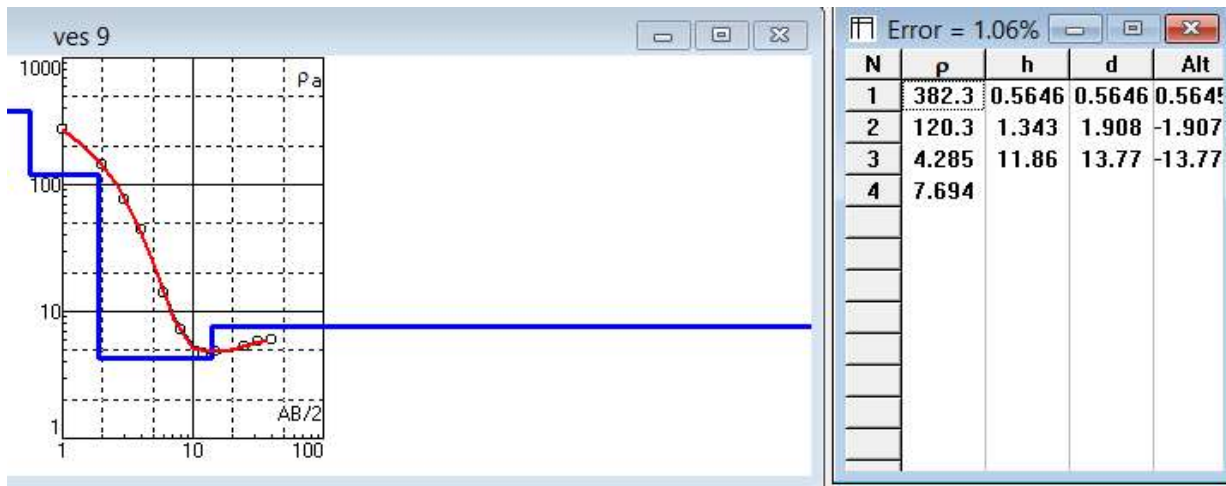 ves 9
1000
ρa
100
10
1
AB/2
1 10 100
Error = 1.06%
N ρ h d Alt
1 382.3 0.5646 0.5646 0.5645
2 120.3 1.343 1.908 -1.907
3 4.285 11.86 13.77 -13.77
4 7.694